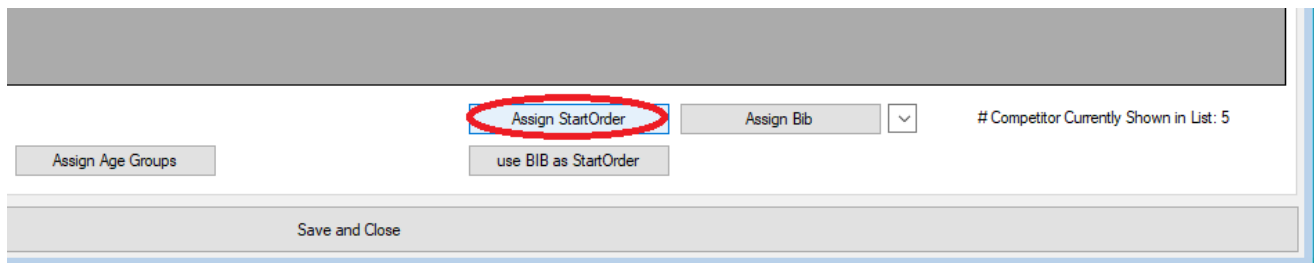 Assign StartOrder
Assign Bib
# Competitor Currently Shown in List: 5
Assign Age Groups
use BIB as StartOrder
Save and Close